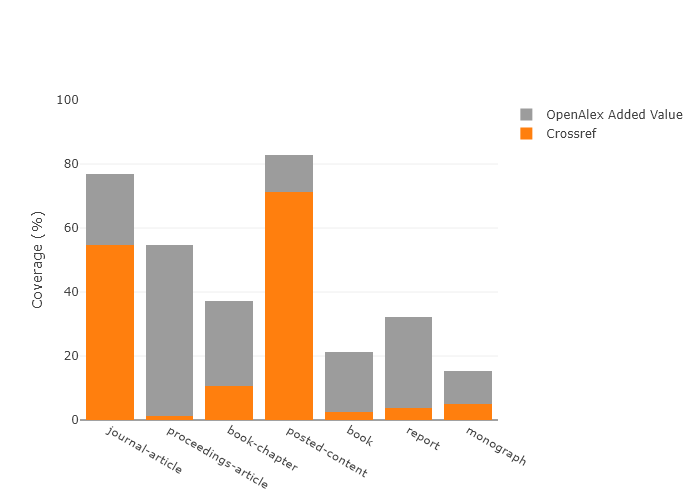 100
80
60
40
20
0
Coverage (%)
OpenAlex Added Value
Crossref
journal-article
proceedings-article
book-chapter
posted-content
book
report
monograph